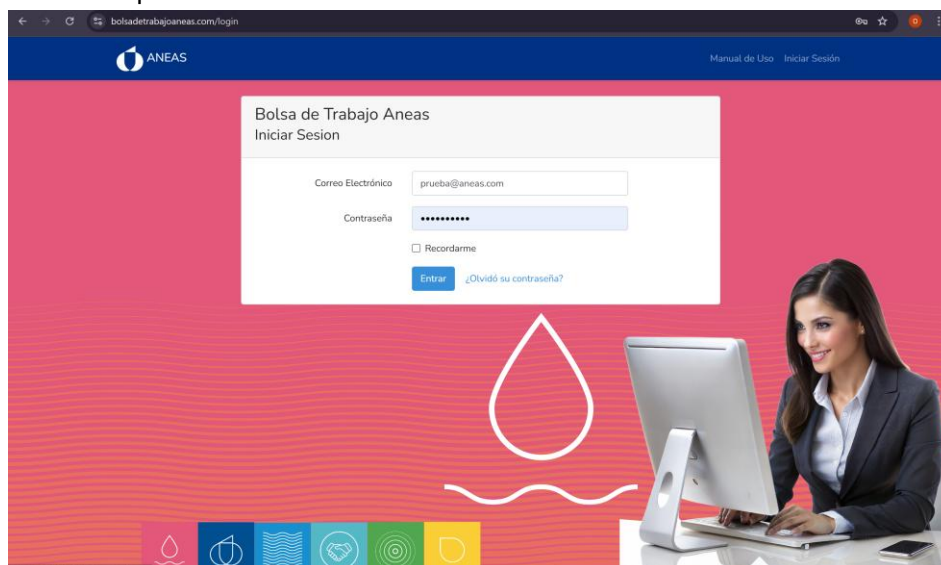 bolsadetrabajoaneas.com/login
ANEAS
Manual de Uso Iniciar Sesión
Bolsa de Trabajo Aneas
Iniciar Sesion
Correo Electrónico prueba@aneas.com
Contraseña ••••••••••
Recordarme
Entrar ¿Olvidó su contraseña?